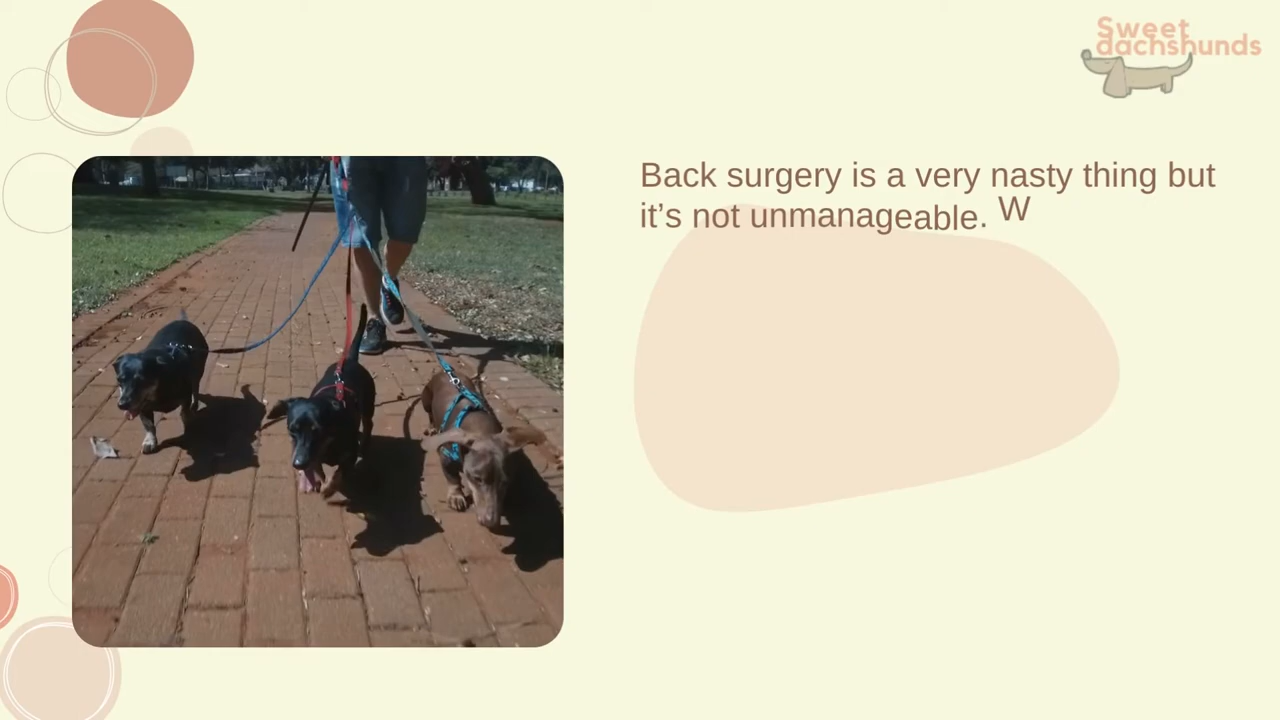 Sweet
dachshunds
Back surgery is a very nasty thing but
it’s not unmanageable. W